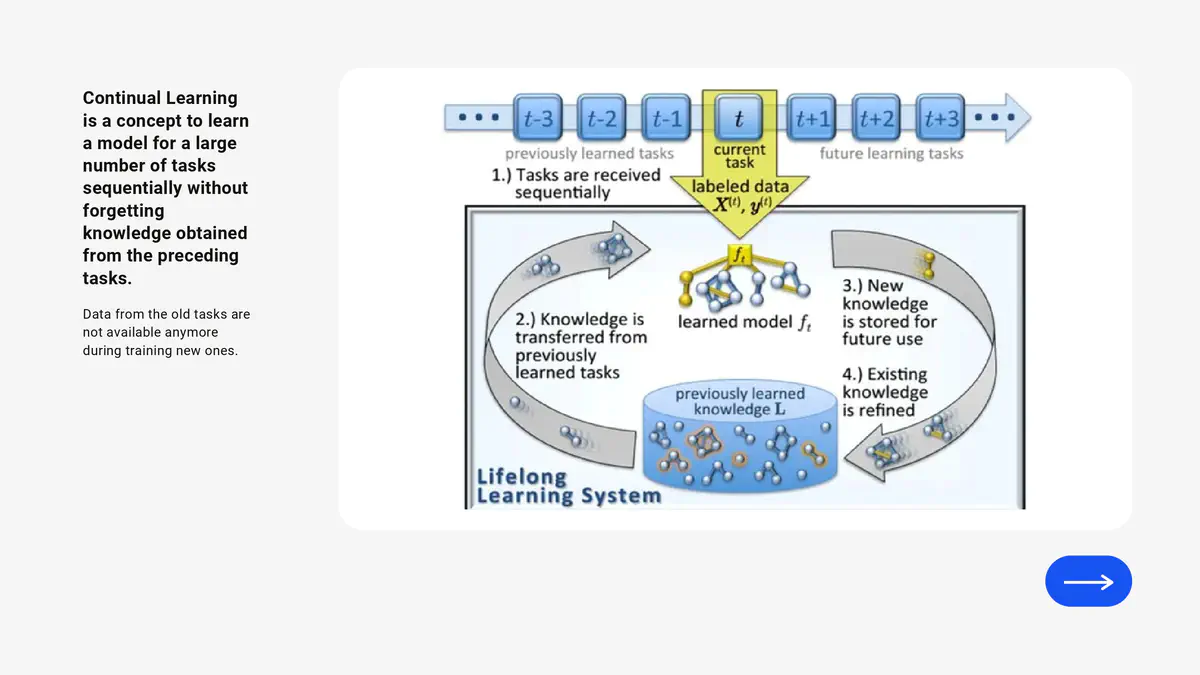 Continual Learning
is a concept to learn
a model for a large
number of tasks
sequentially without
forgetting
knowledge obtained
from the preceding
tasks.
Data from the old tasks are
not available anymore
during training new ones.
••• t-3 t-2 t-1 t t+1 t+2 t+3 •••
previously learned tasks
current
task
future learning tasks
1.) Tasks are received
sequentially
labeled data
X(t), y(t)
ft
learned model ft
2.) Knowledge is
transferred from
previously
learned tasks
3.) New
knowledge
is stored for
future use
4.) Existing
knowledge
is refined
previously learned
knowledge L
Lifelong
Learning System